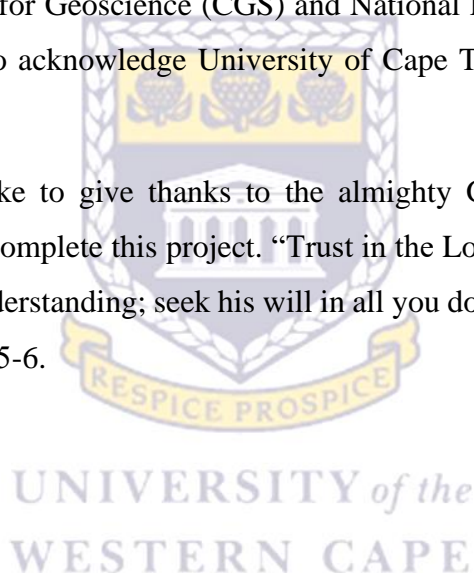 for Geoscience (CGS) and National
acknowledge University of Cape
ke to give thanks to the almighty
omplete this project. “Trust in the Lo
derstanding; seek his will in all you do
5-6.
RESPICE PROSPICE
UNIVERSITY of the
WESTERN CAPE